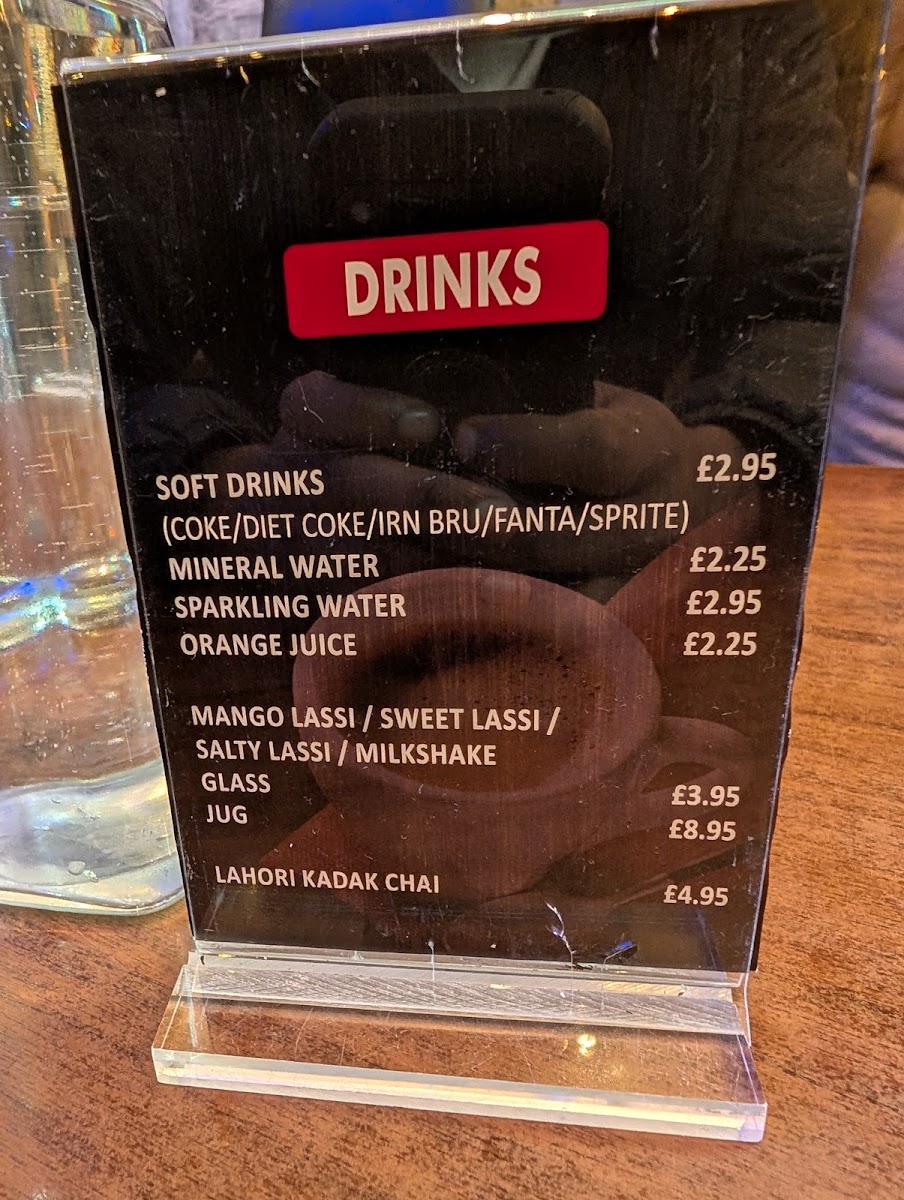 DRINKS
SOFT DRINKS £2.95
(COKE/DIET COKE/IRN BRU/FANTA/SPRITE)
MINERAL WATER £2.25
SPARKLING WATER £2.95
ORANGE JUICE £2.25
MANGO LASSI / SWEET LASSI /
SALTY LASSI / MILKSHAKE
GLASS £3.95
JUG £8.95
LAHORI KADAK CHAI £4.95